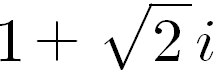 1 + √2 i